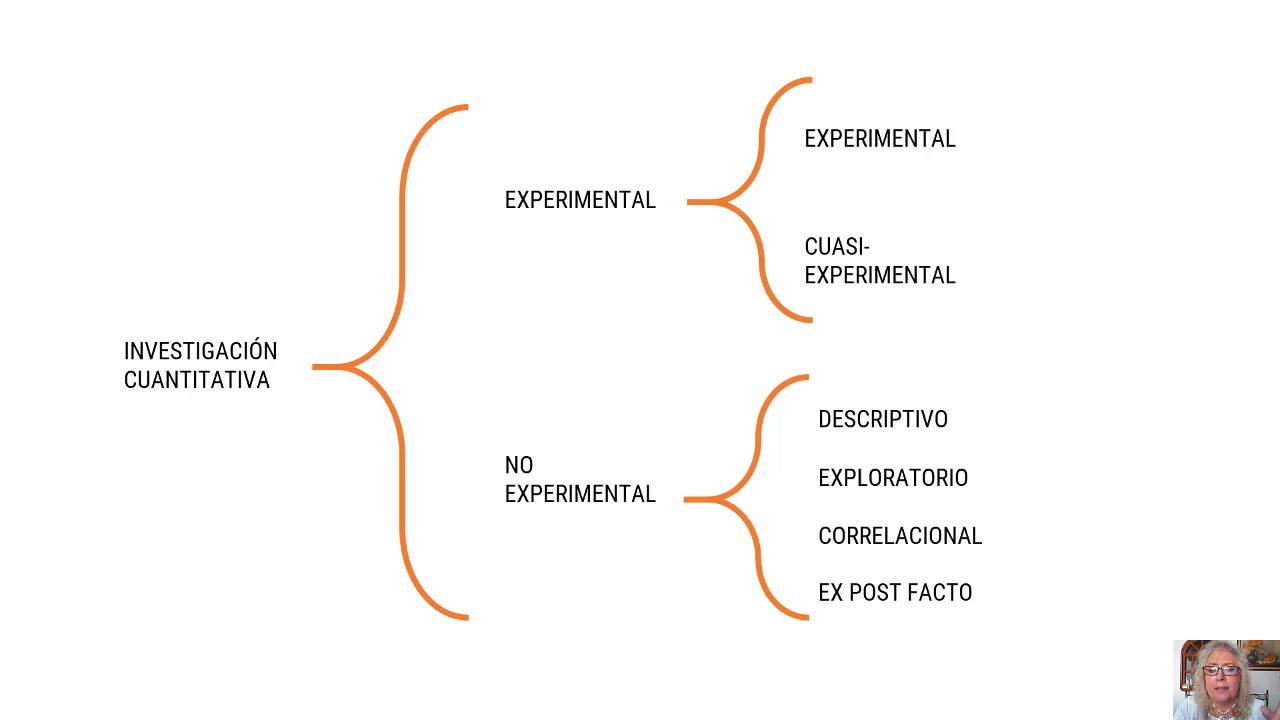 INVESTIGACIÓN
CUANTITATIVA
EXPERIMENTAL
EXPERIMENTAL
CUASI-
EXPERIMENTAL
NO
EXPERIMENTAL
DESCRIPTIVO
EXPLORATORIO
CORRELACIONAL
EX POST FACTO